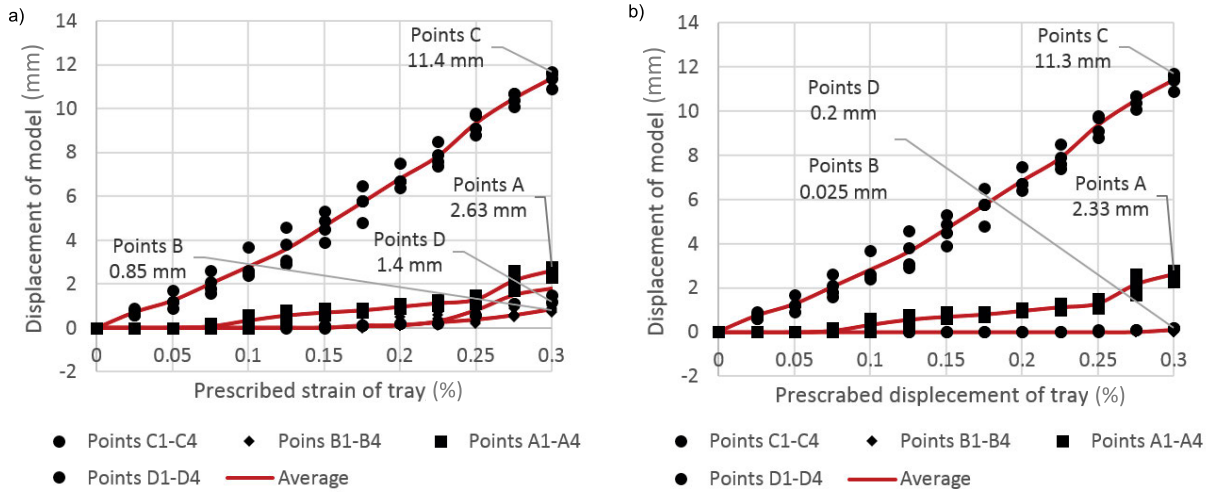 a)
Displacement of model (mm)
14
12
10
8
6
4
2
0
-2
Points C
11.4 mm
Points A
2.63 mm
Points B
0.85 mm
Points D
1.4 mm
0 0.05 0.1 0.15 0.2 0.25 0.3
Prescribed strain of tray (%)
Points C1-C4 Poins B1-B4 Points A1-A4
Points D1-D4 Average
b)
Displacement of model (mm)
14
12
10
8
6
4
2
0
-2
Points C
11.3 mm
Points D
0.2 mm
Points B
0.025 mm
Points A
2.33 mm
0 0.05 0.1 0.15 0.2 0.25 0.3
Prescrabed displecement of tray (%)
Points C1-C4 Poins B1-B4 Points A1-A4
Points D1-D4 Average